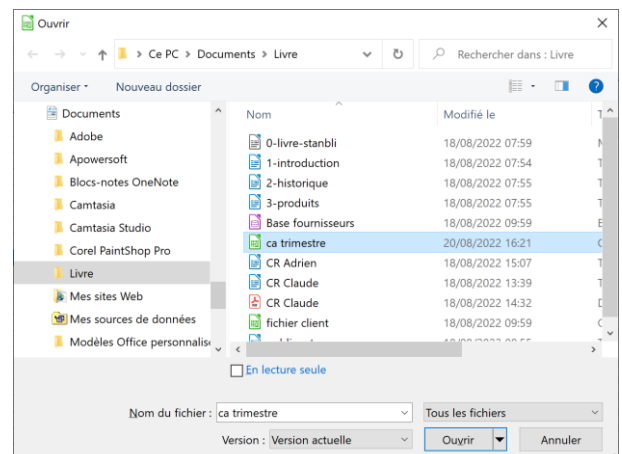 Ouvrir
Ce PC > Documents > Livre
Rechercher dans : Livre
Organiser
Nouveau dossier
Documents
Adobe
Apowersoft
Blocs-notes OneNote
Camtasia
Camtasia Studio
Corel PaintShop Pro
Livre
Mes sites Web
Mes sources de données
Modèles Office personnalise
Nom Modifié le
0-livre-stanbli 18/08/2022 07:59
1-introduction 18/08/2022 07:54
2-historique 18/08/2022 07:55
3-produits 18/08/2022 07:55
Base fournisseurs 18/08/2022 09:59
ca trimestre 20/08/2022 16:21
CR Adrien 18/08/2022 15:07
CR Claude 18/08/2022 13:39
CR Claude 18/08/2022 14:32
fichier client 18/08/2022 09:59
En lecture seule
Nom du fichier : ca trimestre Tous les fichiers
Version : Version actuelle Ouvrir Annuler